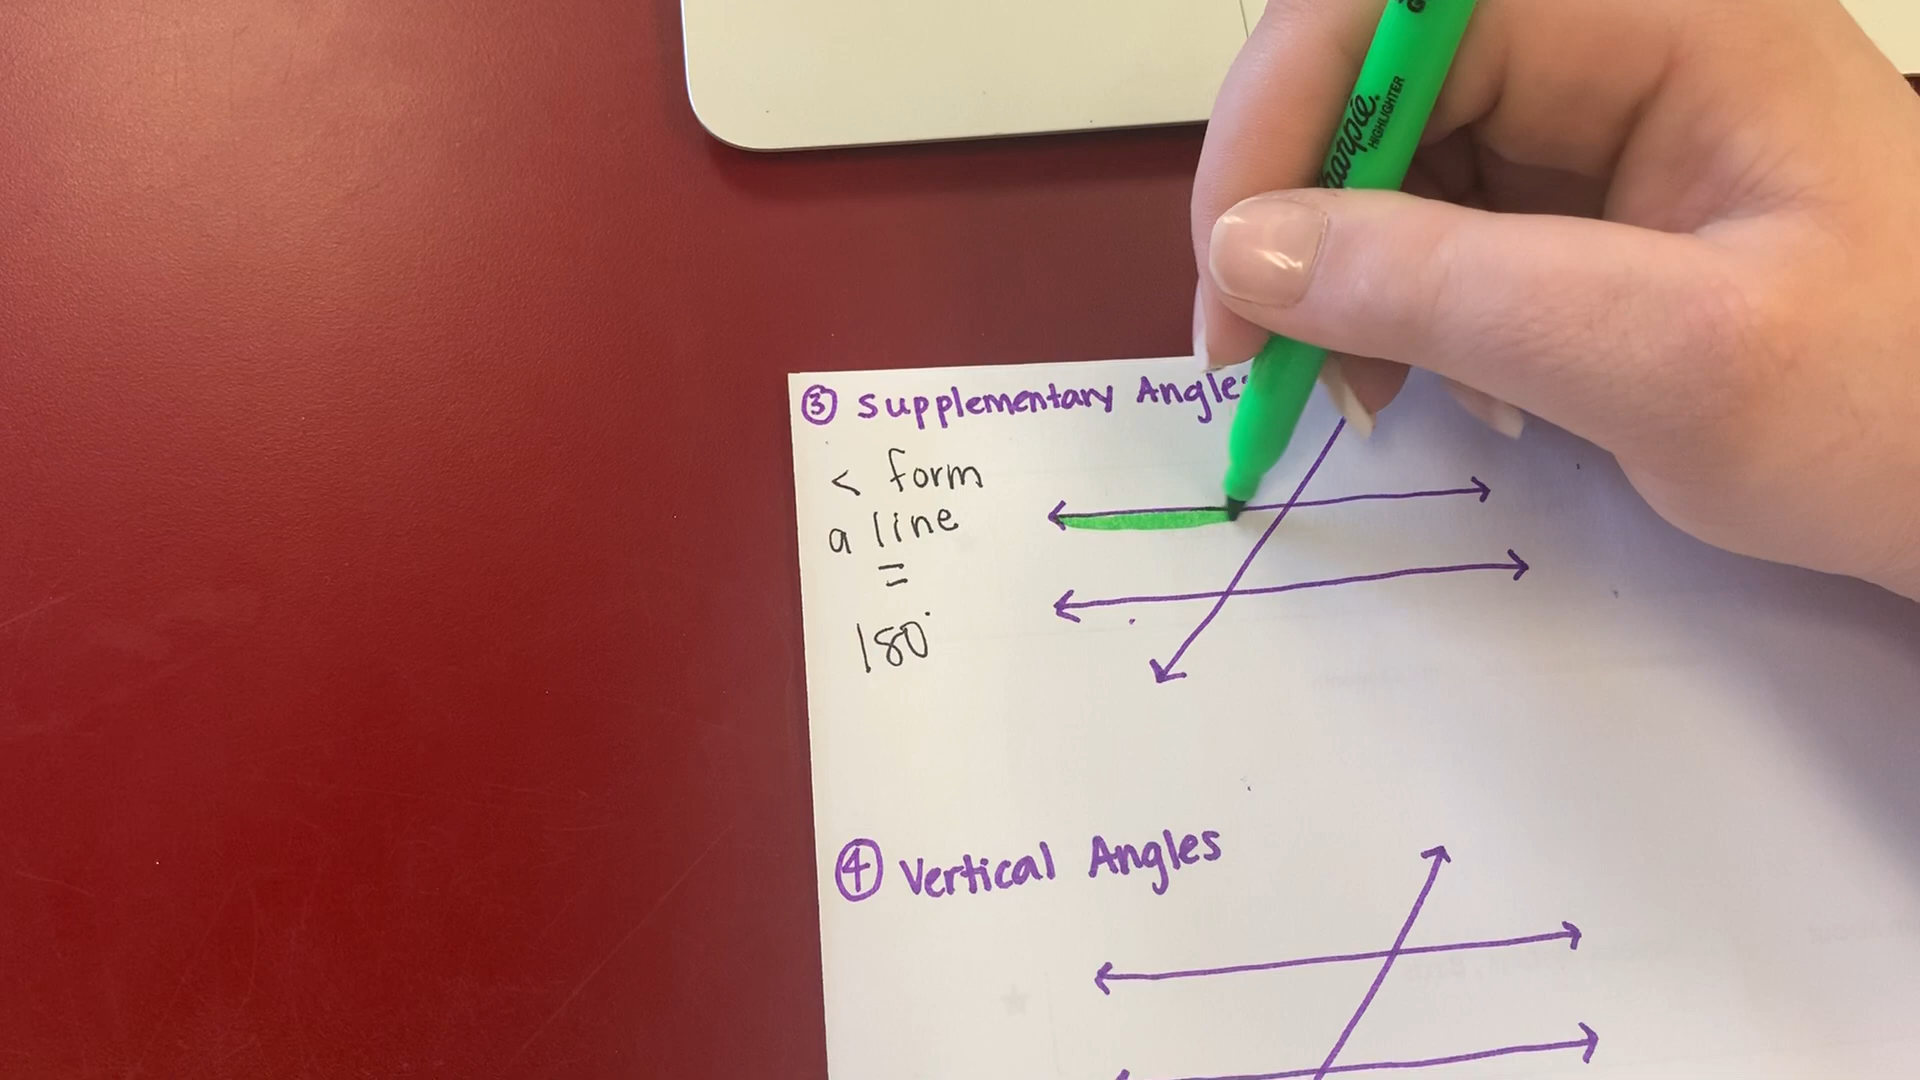 G
Sharpie.
HIGHLIGHTER
③ Supplementary Angles
< form
a line
=
180°
④ Vertical Angles